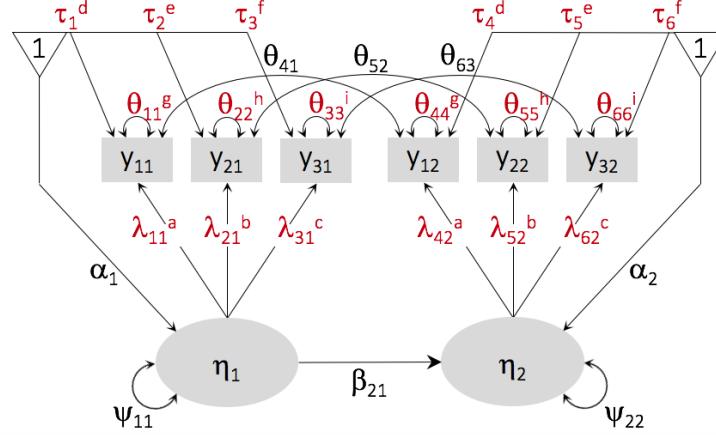 τ₁ᵈ τ₂ᵉ τ₃ᶠ τ₄ᵈ τ₅ᵉ τ₆ᶠ
1 θ₄₁ θ₅₂ θ₆₃ 1
θ₁₁ᵍ θ₂₂ʰ θ₃₃ⁱ θ₄₄ᵍ θ₅₅ʰ θ₆₆ⁱ
y₁₁ y₂₁ y₃₁ y₁₂ y₂₂ y₃₂
λ₁₁ᵃ λ₂₁ᵇ λ₃₁ᶜ λ₄₂ᵃ λ₅₂ᵇ λ₆₂ᶜ
α₁ α₂
η₁ η₂
β₂₁
ψ₁₁ ψ₂₂